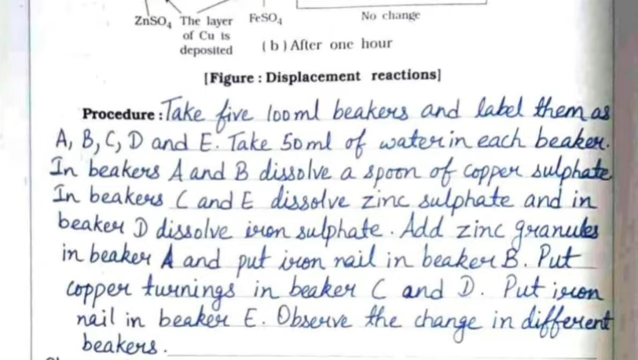 ZnSO₄ The layer FeSO₄ No change
of Cu is
deposited ( b ) After one hour
[Figure : Displacement reactions]
Procedure : Take five 100ml beakers and label them as
A, B, C, D and E. Take 50ml of water in each beaker.
In beakers A and B dissolve a spoon of copper sulphate
In beakers C and E dissolve zinc sulphate and in
beaker D dissolve iron sulphate. Add zinc granules
in beaker A and put iron nail in beaker B. Put
copper turnings in beaker C and D. Put iron
nail in beaker E. Observe the change in different
beakers.